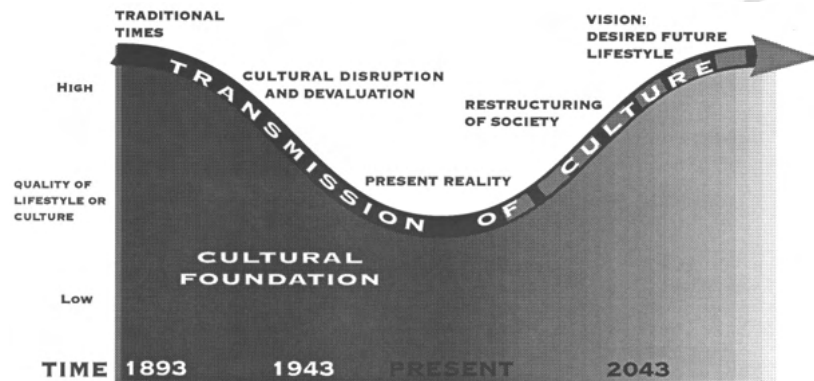 TRADITIONAL
TIMES
VISION:
DESIRED FUTURE
LIFESTYLE
HIGH
CULTURAL DISRUPTION
AND DEVALUATION
RESTRUCTURING
OF SOCIETY
TRANSMISSION OF CULTURE
QUALITY OF
LIFESTYLE OR
CULTURE
PRESENT REALITY
CULTURAL
FOUNDATION
LOW
TIME 1893 1943 PRESENT 2043